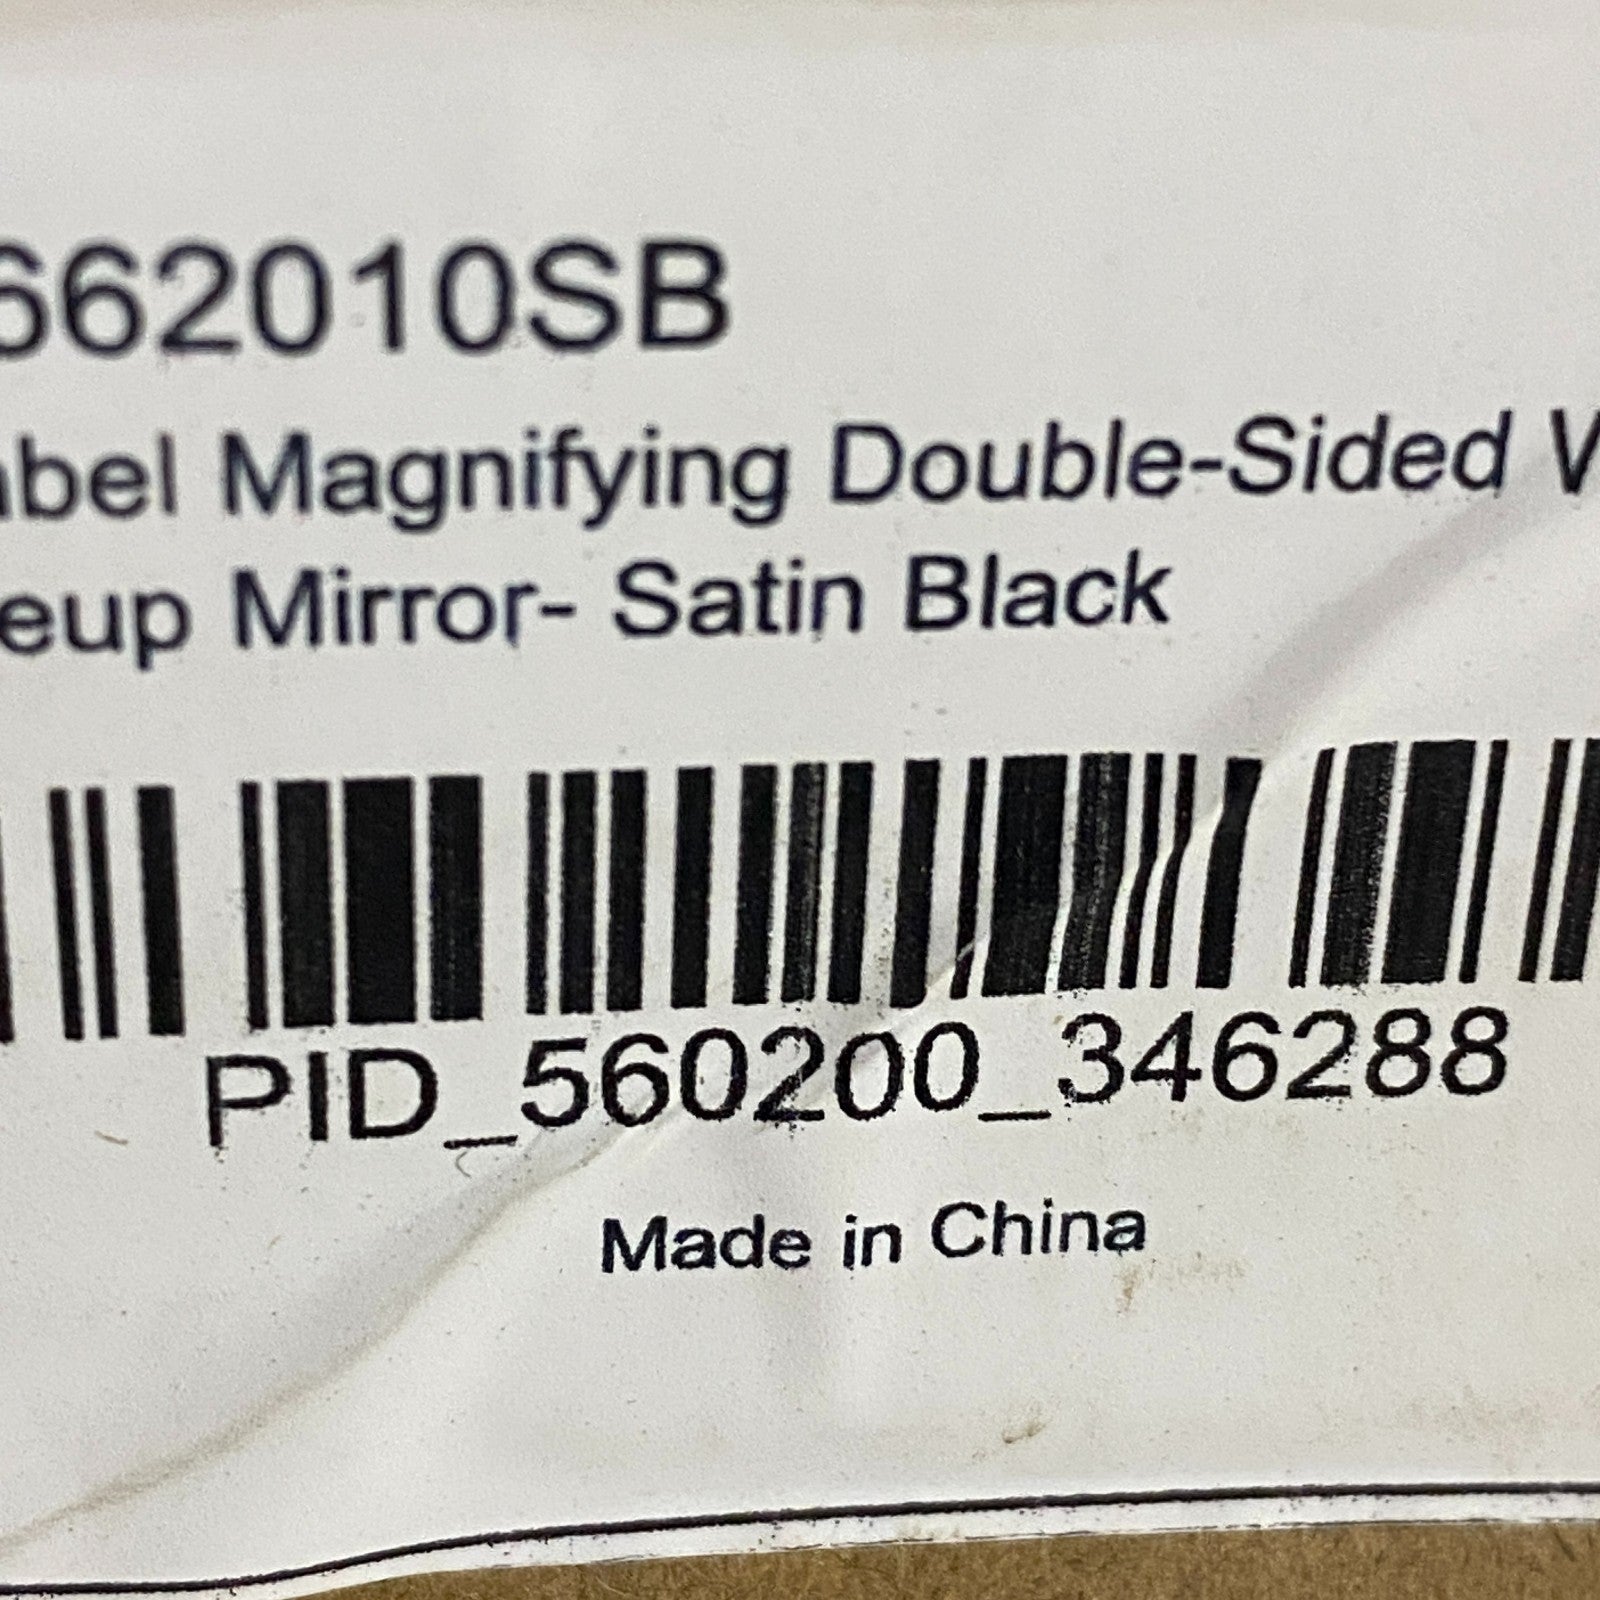 662010SB
abel Magnifying Double-Sided
eup Mirror- Satin Black
PID_560200_346288
Made in China